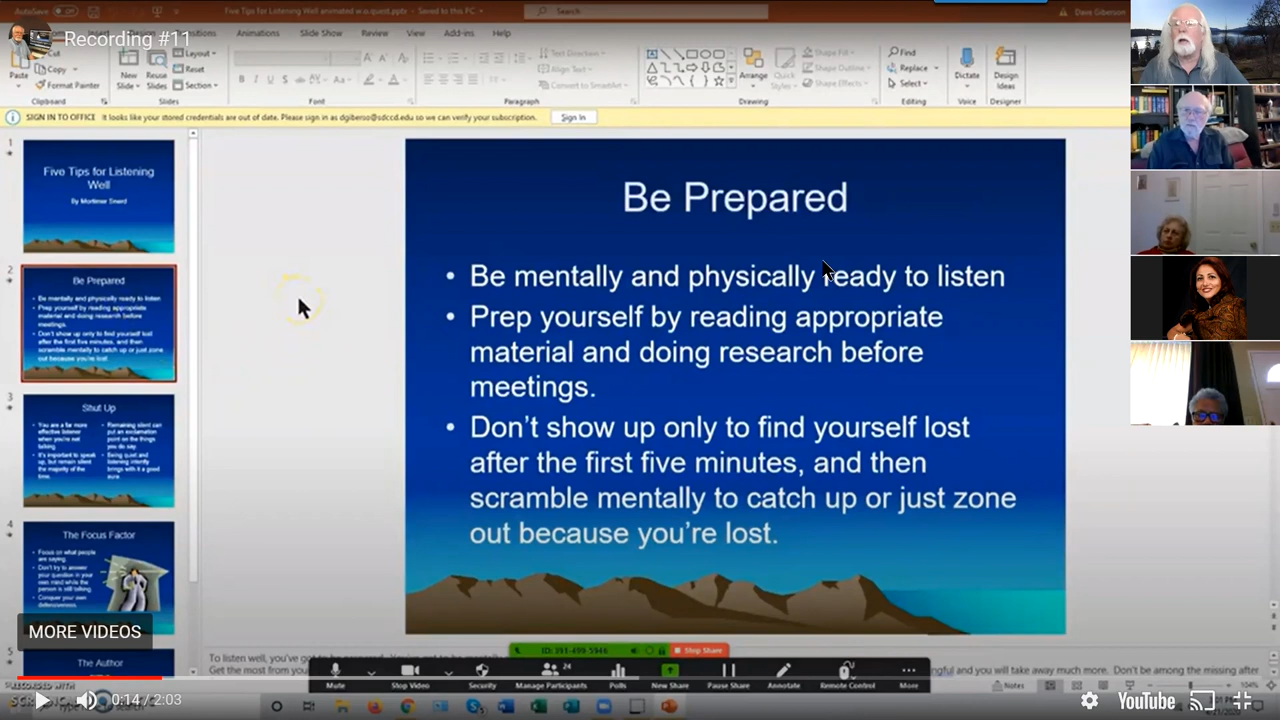 AutoSave
Five Tips for Listening Well animated w.o.quest.pptx - Saved to this PC
Search
Dave Giberson
Recording #11
Animations
Slide Show
Review
View
Add-ins
Help
Cut
Copy
Format Painter
Paste
Clipboard
New
Slide
Reuse
Slides
Layout
Reset
Section
Slides
Font
Text Direction
Align Text
Convert to SmartArt
Paragraph
Arrange
Quick
Styles
Shape Fill
Shape Outline
Shape Effects
Drawing
Find
Replace
Select
Editing
Dictate
Voice
Design
Ideas
Designer
SIGN IN TO OFFICE It looks like your stored credentials are out of date. Please sign in as dgiberso@sdccd.edu so we can verify your subscription.
Sign In
1
Five Tips for Listening
Well
By Mortimer Snerd
2
Be Prepared
• Be mentally and physically ready to listen
• Prep yourself by reading appropriate
material and doing research before
meetings.
• Don't show up only to find yourself lost
after the first five minutes, and then
scramble mentally to catch up or just zone
out because you're lost.
3
Shut Up
• You are a far more
effective listener
when you're not
talking.
• It's important to speak
up, but remain silent
the majority of the
time.
• Remaining silent can
put an exclamation
point on the things
you do say.
• Being quiet and
listening intently
brings with it a good
aura.
4
The Focus Factor
• Focus on what people
are saying.
• Don't try to answer
your question in your
own mind while the
person is still talking.
• Conquer your own
defensiveness.
5
The Author
Be Prepared
• Be mentally and physically ready to listen
• Prep yourself by reading appropriate
material and doing research before
meetings.
• Don't show up only to find yourself lost
after the first five minutes, and then
scramble mentally to catch up or just zone
out because you're lost.
MORE VIDEOS
ID: 391-499-5946
Stop Share
To listen well, you've got to be prepared.
Get the most from
ngful and you will take away much more. Don't be among the missing after
Mute
Stop Video
Security
24
Manage Participants
Polls
New Share
Pause Share
Annotate
Remote Control
More
RECORDED WITH
Notes
104%
0:14 / 2:03
YouTube